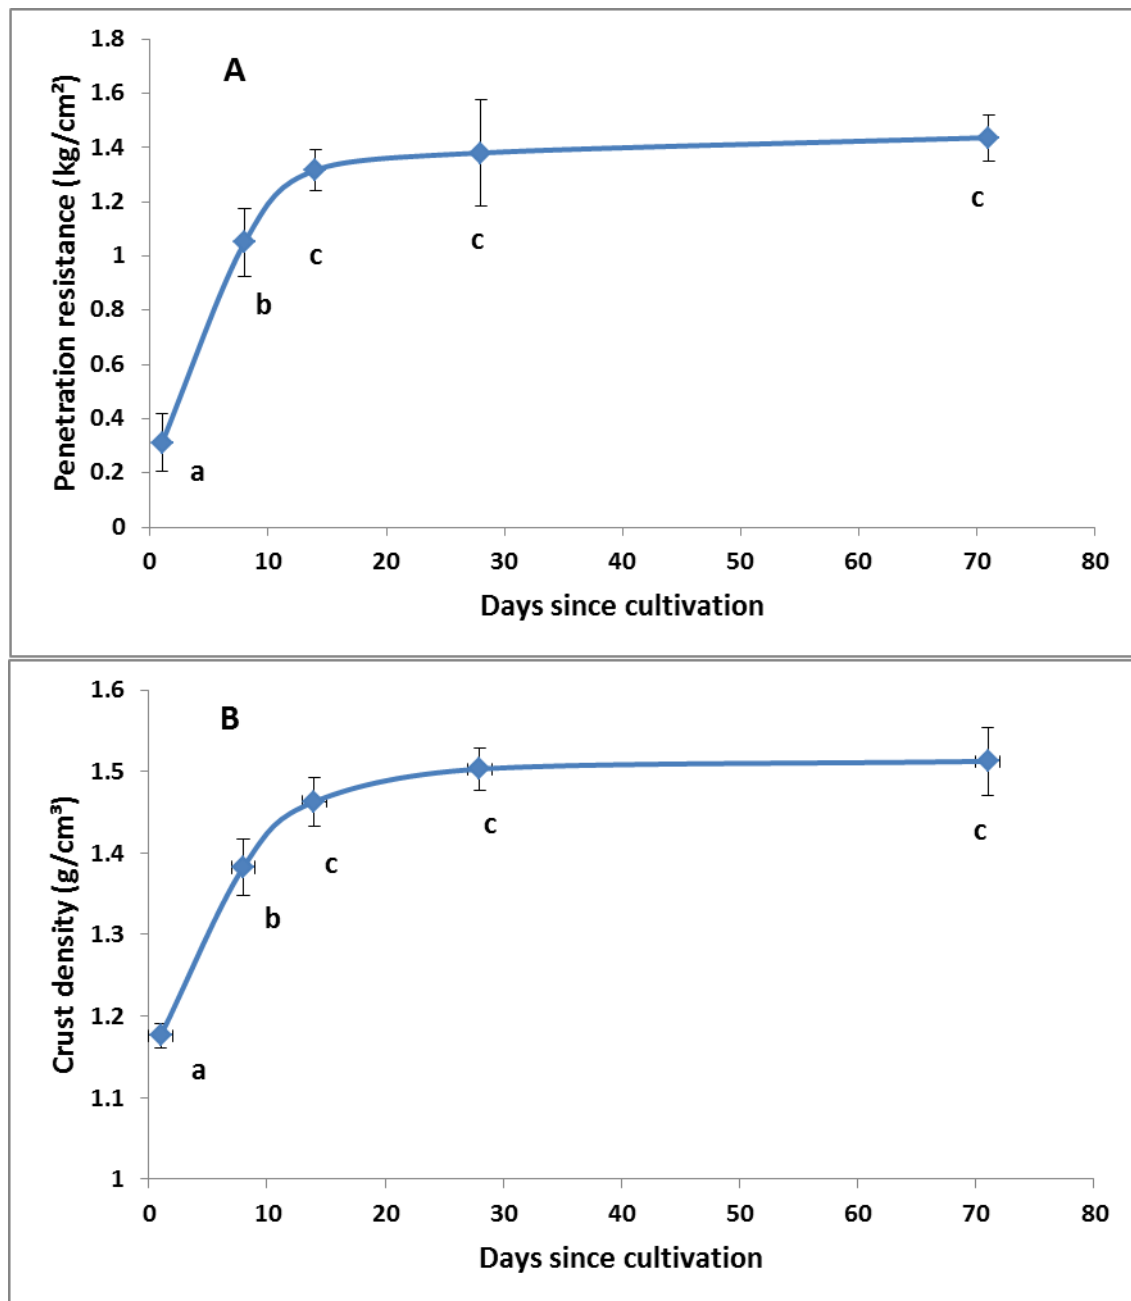 A
Penetration resistance (kg/cm²)
1.8
1.6
1.4
1.2
1
0.8
0.6
0.4
0.2
0
a
b
c
c
c
0 10 20 30 40 50 60 70 80
Days since cultivation
B
Crust density (g/cm³)
1.6
1.5
1.4
1.3
1.2
1.1
1
a
b
c
c
c
0 10 20 30 40 50 60 70 80
Days since cultivation